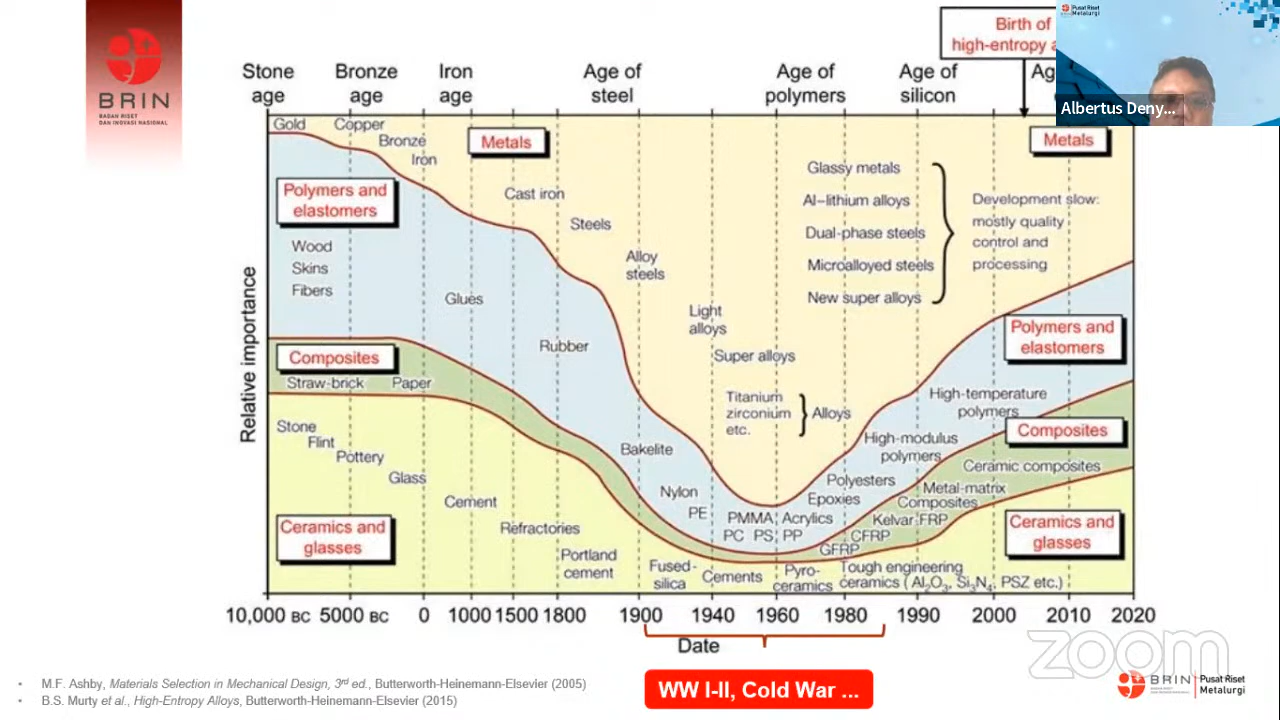 BRIN
BADAN RISET
DAN INOVASI NASIONAL
Birth of
high-entropy a
Pusat Riset
Metalurgi
Albertus Deny...
Stone
age
Bronze
age
Iron
age
Age of
steel
Age of
polymers
Age of
silicon
Ag
Gold
Copper
Bronze
Iron
Metals
Metals
Polymers and
elastomers
Wood
Skins
Fibers
Glues
Rubber
Cast iron
Steels
Alloy
steels
Light
alloys
Super alloys
Titanium
zirconium
etc.
Alloys
Glassy metals
Al–lithium alloys
Dual-phase steels
Microalloyed steels
New super alloys
Development slow:
mostly quality
control and
processing
Polymers and
elastomers
High-temperature
polymers
High-modulus
polymers
Composites
Straw-brick
Paper
Bakelite
Nylon
PE
PMMA
Acrylics
PC
PS
PP
Polyesters
Epoxies
Composites
Ceramic composites
Metal-matrix
Composites
Kelvar-FRP
CFRP
GFRP
Stone
Flint
Pottery
Glass
Cement
Refractories
Portland
cement
Ceramics and
glasses
Fused-
silica
Cements
Pyro-
ceramics
Tough engineering
ceramics ( Al2O3, Si3N4, PSZ etc.)
Ceramics and
glasses
Relative importance
10,000 BC 5000 BC 0 1000 1500 1800 1900 1940 1960 1980 1990 2000 2010 2020
Date
WW I-II, Cold War ...
zoom
BRIN
Pusat Riset
Metalurgi
• M.F. Ashby, Materials Selection in Mechanical Design, 3rd ed., Butterworth-Heinemann-Elsevier (2005)
• B.S. Murty et al., High-Entropy Alloys, Butterworth-Heinemann-Elsevier (2015)